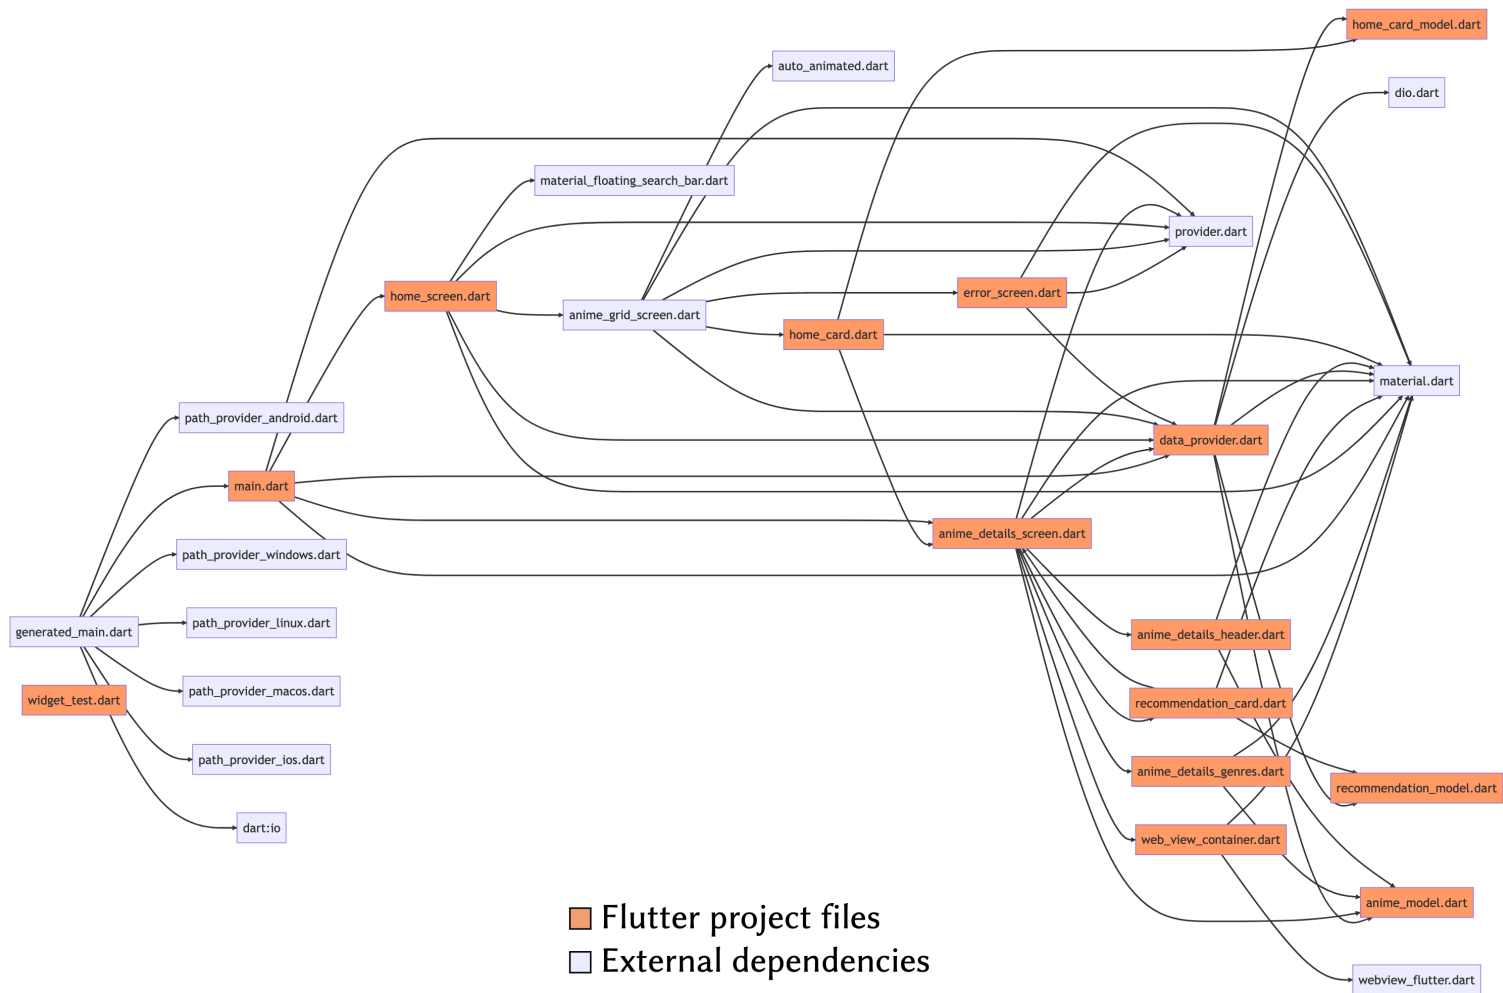 home_card_model.dart
auto_animated.dart
dio.dart
material_floating_search_bar.dart
provider.dart
home_screen.dart
error_screen.dart
anime_grid_screen.dart
home_card.dart
material.dart
path_provider_android.dart
data_provider.dart
main.dart
anime_details_screen.dart
path_provider_windows.dart
path_provider_linux.dart
generated_main.dart
anime_details_header.dart
path_provider_macos.dart
widget_test.dart
recommendation_card.dart
path_provider_ios.dart
anime_details_genres.dart
recommendation_model.dart
dart:io
web_view_container.dart
anime_model.dart
Flutter project files
External dependencies
webview_flutter.dart